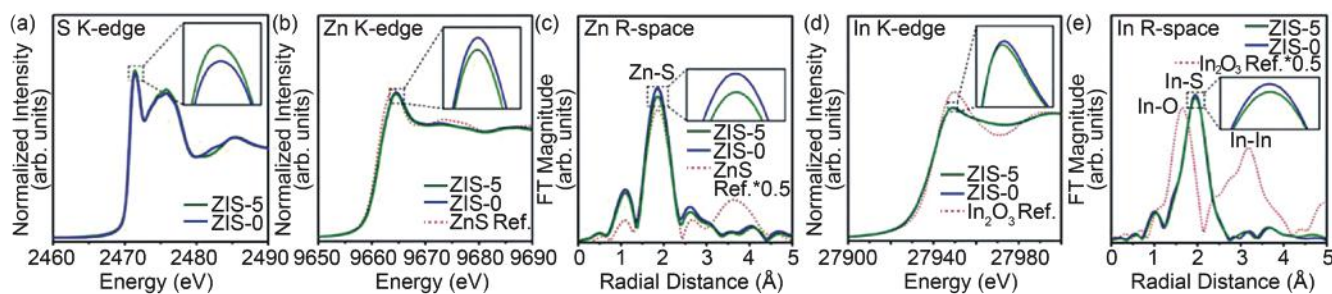 (a) S K-edge
Normalized Intensity
(arb. units)
ZIS-5
ZIS-0
2460 2470 2480 2490
Energy (eV)
(b) Zn K-edge
Normalized Intensity
(arb. units)
ZIS-5
ZIS-0
ZnS Ref.
9650 9660 9670 9680 9690
Energy (eV)
(c) Zn R-space
FT Magnitude
(arb. units)
Zn-S
ZIS-5
ZIS-0
ZnS
Ref.*0.5
0 1 2 3 4 5
Radial Distance (Å)
(d) In K-edge
Normalized Intensity
(arb. units)
ZIS-5
ZIS-0
In₂O₃ Ref.
27900 27940 27980
Energy (eV)
(e) In R-space
FT Magnitude
(arb. units)
ZIS-5
ZIS-0
In₂O₃ Ref.*0.5
In-S
In-O
In-In
0 1 2 3 4 5
Radial Distance (Å)